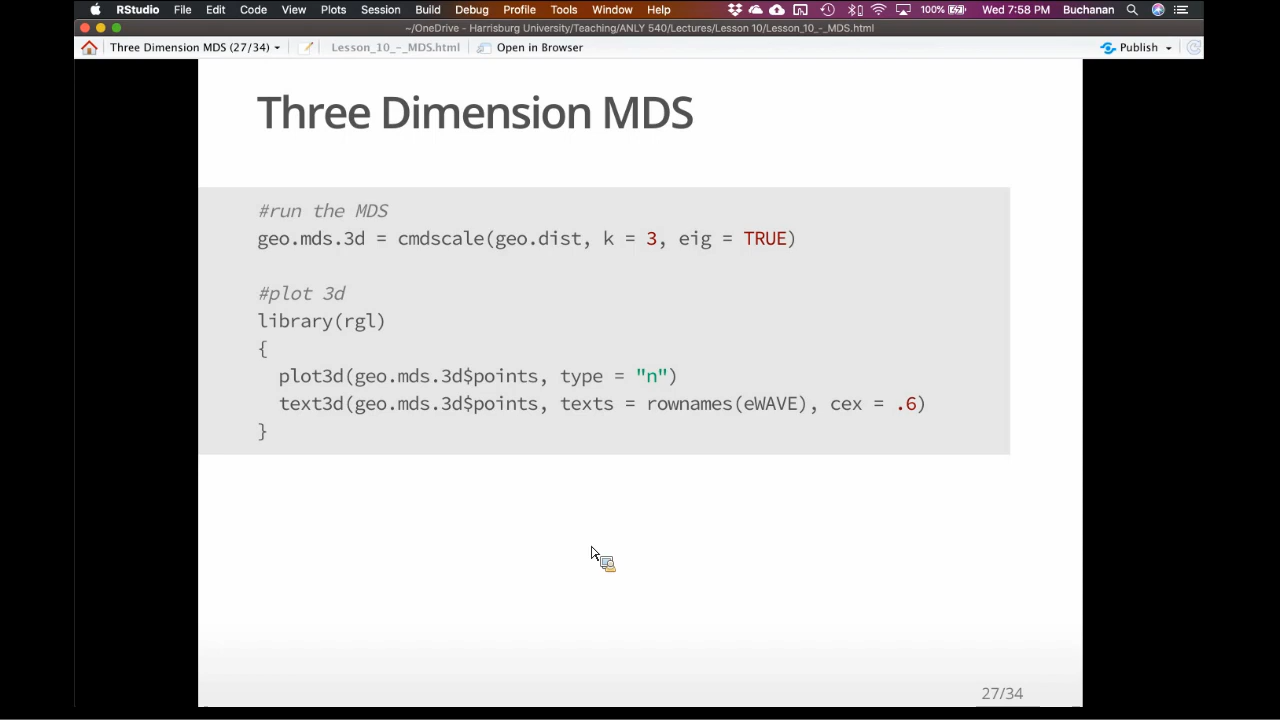 RStudio File Edit Code View Plots Session Build Debug Profile Tools Window Help 100% Wed 7:58 PM Buchanan
~/OneDrive - Harrisburg University/Teaching/ANLY 540/Lectures/Lesson 10/Lesson_10_-_MDS.html
Three Dimension MDS (27/34) Lesson_10_-_MDS.html Open in Browser Publish
Three Dimension MDS
#run the MDS
geo.mds.3d = cmdscale(geo.dist, k = 3, eig = TRUE)
#plot 3d
library(rgl)
{
plot3d(geo.mds.3d$points, type = "n")
text3d(geo.mds.3d$points, texts = rownames(eWAVE), cex = .6)
}
27/34